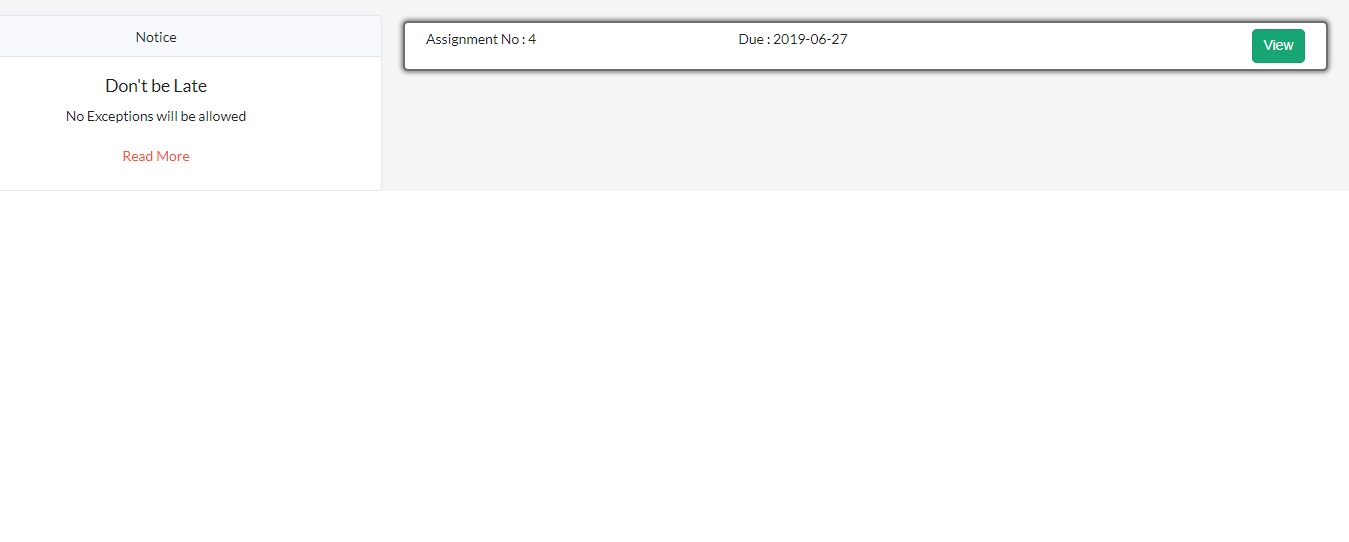 Notice
Don't be Late
No Exceptions will be allowed
Read More
Assignment No : 4
Due : 2019-06-27
View